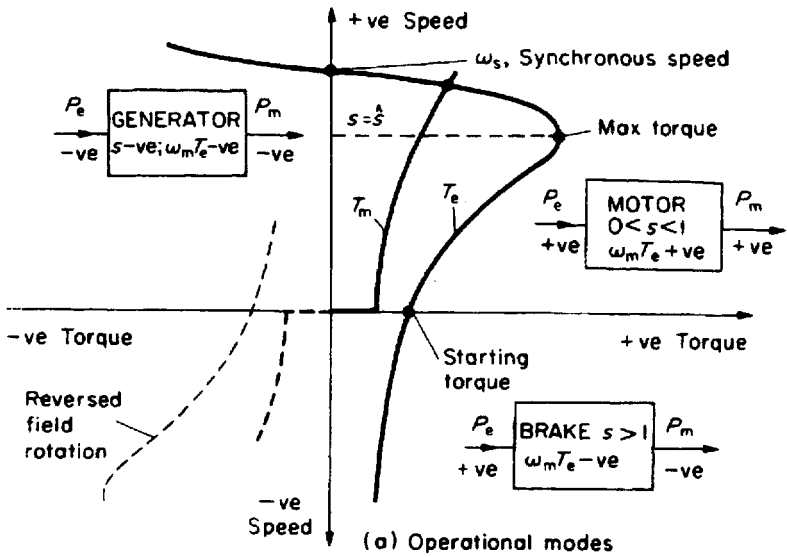 +ve Speed
ωs, Synchronous speed
Pe
−ve
GENERATOR
s−ve; ωmTe−ve
Pm
−ve
s = ŝ
Max torque
Tm
Te
Pe
+ve
MOTOR
0 < s < 1
ωmTe +ve
Pm
+ve
−ve Torque
+ve Torque
Starting
torque
Reversed
field
rotation
Pe
+ve
BRAKE s > 1
ωmTe −ve
Pm
−ve
−ve
Speed
(a) Operational modes